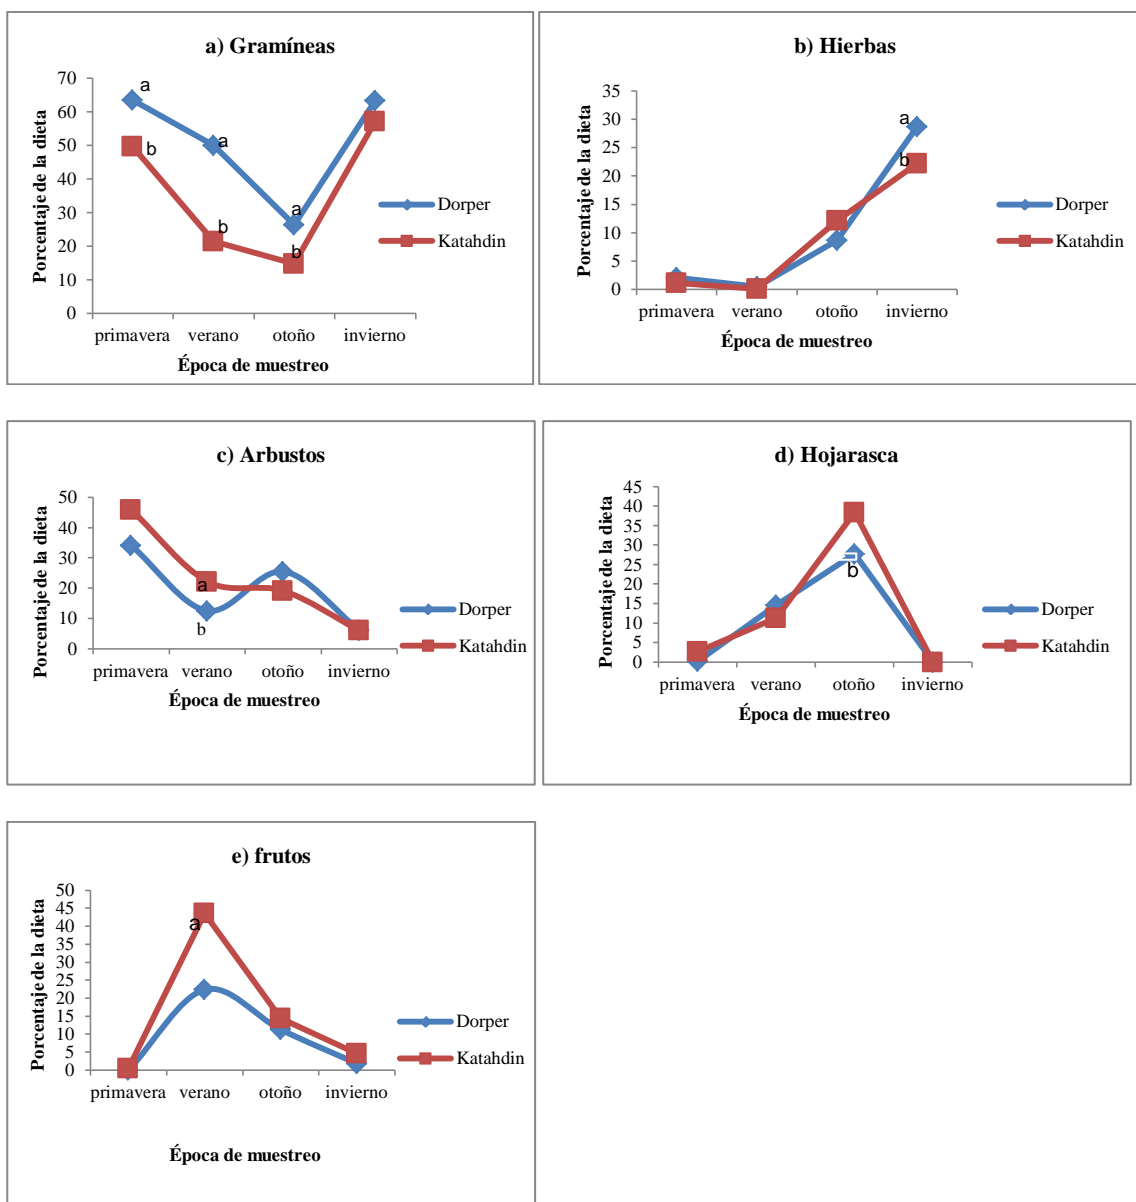 a) Gramíneas
Porcentaje de la dieta
70
60
50
40
30
20
10
0
a
b
a
b
a
b
primavera verano otoño invierno
Época de muestreo
Dorper
Katahdin
b) Hierbas
Porcentaje de la dieta
35
30
25
20
15
10
5
0
a
b
primavera verano otoño invierno
Época de muestreo
Dorper
Katahdin
c) Arbustos
Porcentaje de la dieta
50
40
30
20
10
0
a
b
primavera verano otoño invierno
Época de muestreo
Dorper
Katahdin
d) Hojarasca
Porcentaje de la dieta
45
40
35
30
25
20
15
10
5
0
b
primavera verano otoño invierno
Época de muestreo
Dorper
Katahdin
e) frutos
Porcentaje de la dieta
50
45
40
35
30
25
20
15
10
5
0
a
primavera verano otoño invierno
Época de muestreo
Dorper
Katahdin